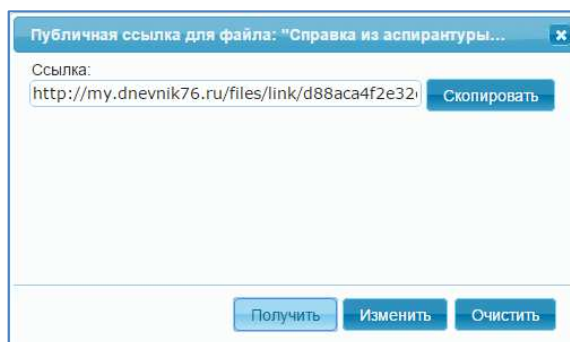 Публичная ссылка для файла: "Справка из аспирантуры...
Ссылка:
http://my.dnevnik76.ru/files/link/d88aca4f2e32
Скопировать
Получить Изменить Очистить